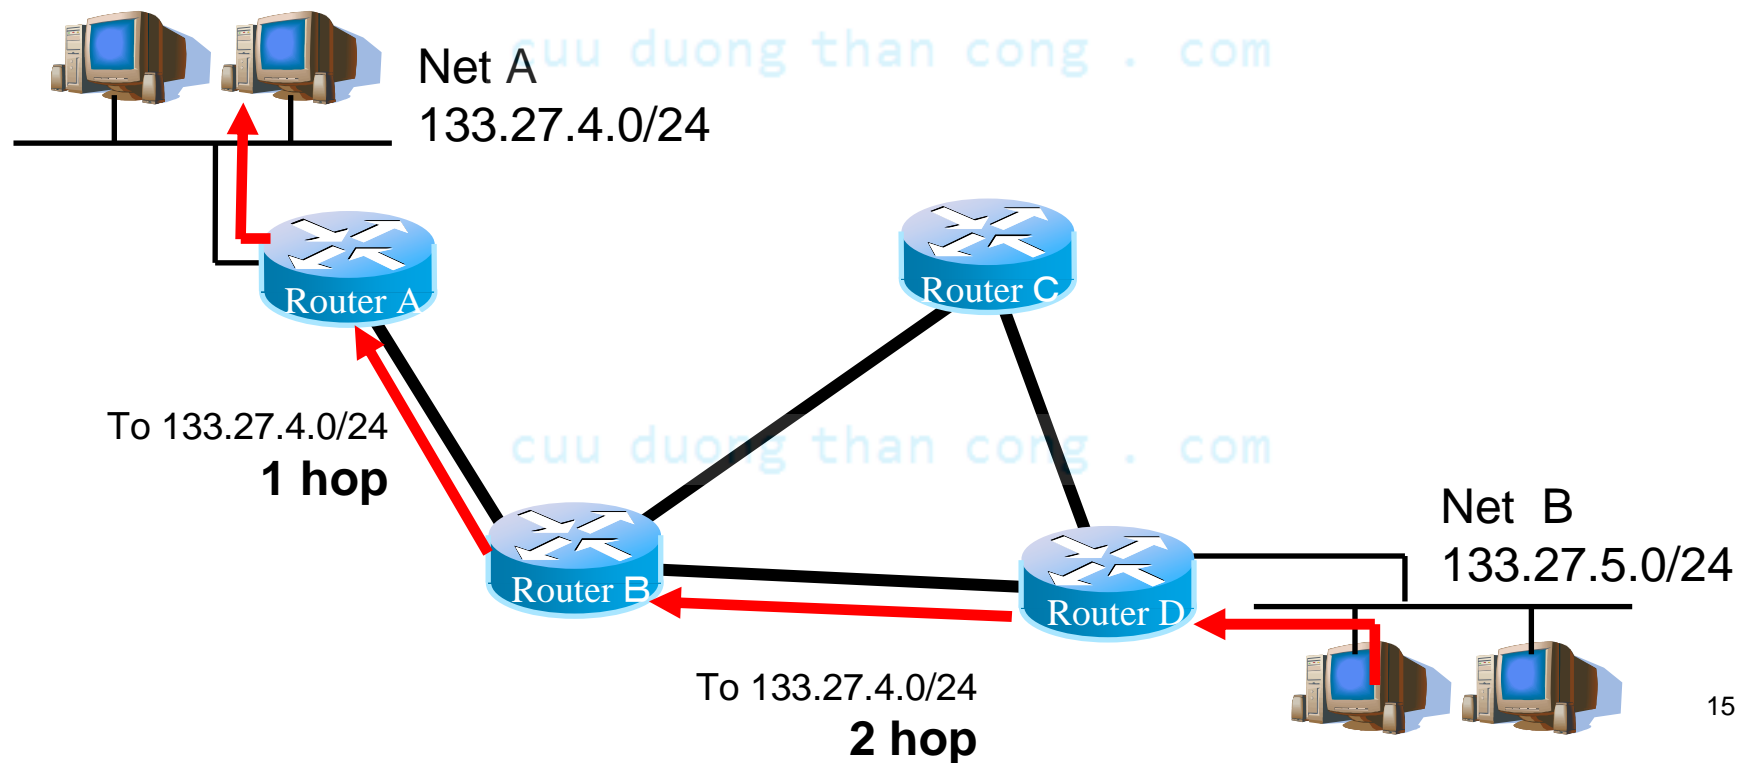 cuu duong than cong . com
Net A
133.27.4.0/24
Router A
Router C
To 133.27.4.0/24
1 hop
cuu duong than cong . com
Net B
133.27.5.0/24
Router B
Router D
To 133.27.4.0/24
2 hop
15